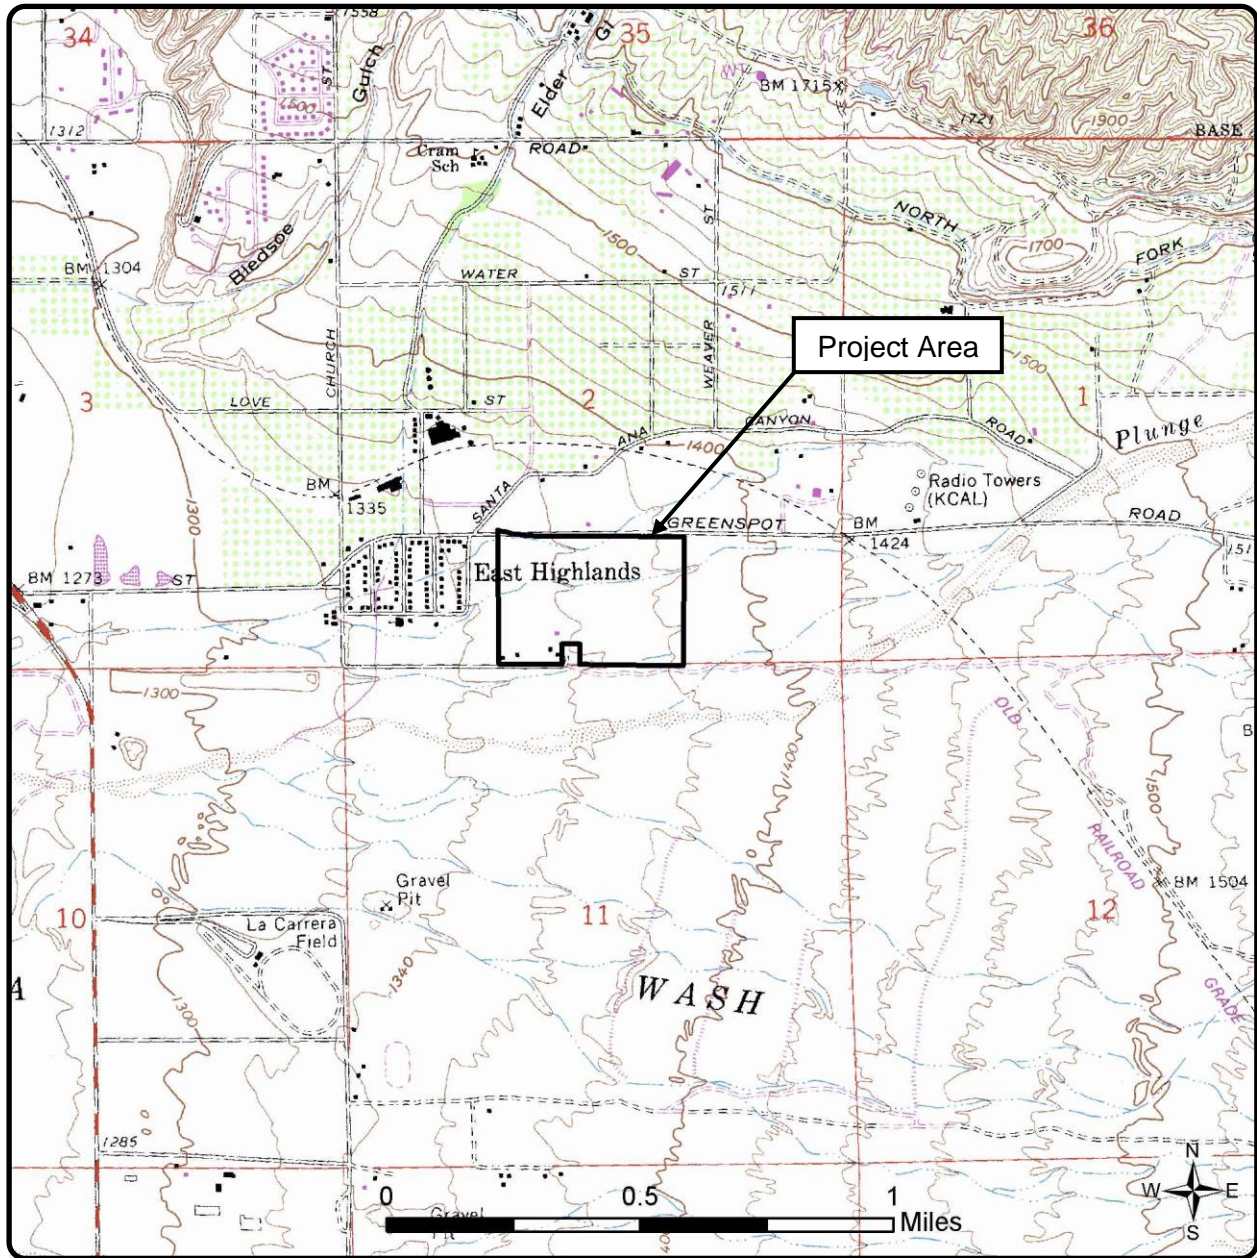 34
1558
35
36
Gulch
Elder
Gl
ST
1500
BM 1715
1721
1900
BASE
1312
Cram
Sch
ROAD
ST
NORTH
FORK
1500
1700
Bledsoe
BM 1304
WATER ST
1511
CHURCH
WEAVER
Project Area
1500
3
LOVE ST
2
1
ANA
CANYON
ROAD
1400
Plunge
BM
1335
SANTA
Radio Towers
(KCAL)
1300
GREENSPOT
BM
1424
ROAD
BM 1273
ST
East Highlands
1300
OLD
1400
1500
RAILROAD
Gravel
Pit
BM 1504
10
La Carrera
Field
11
12
1340
A
WASH
1300
GRADE
1285
N
W
E
S
0
0.5
1
Miles
Gravel